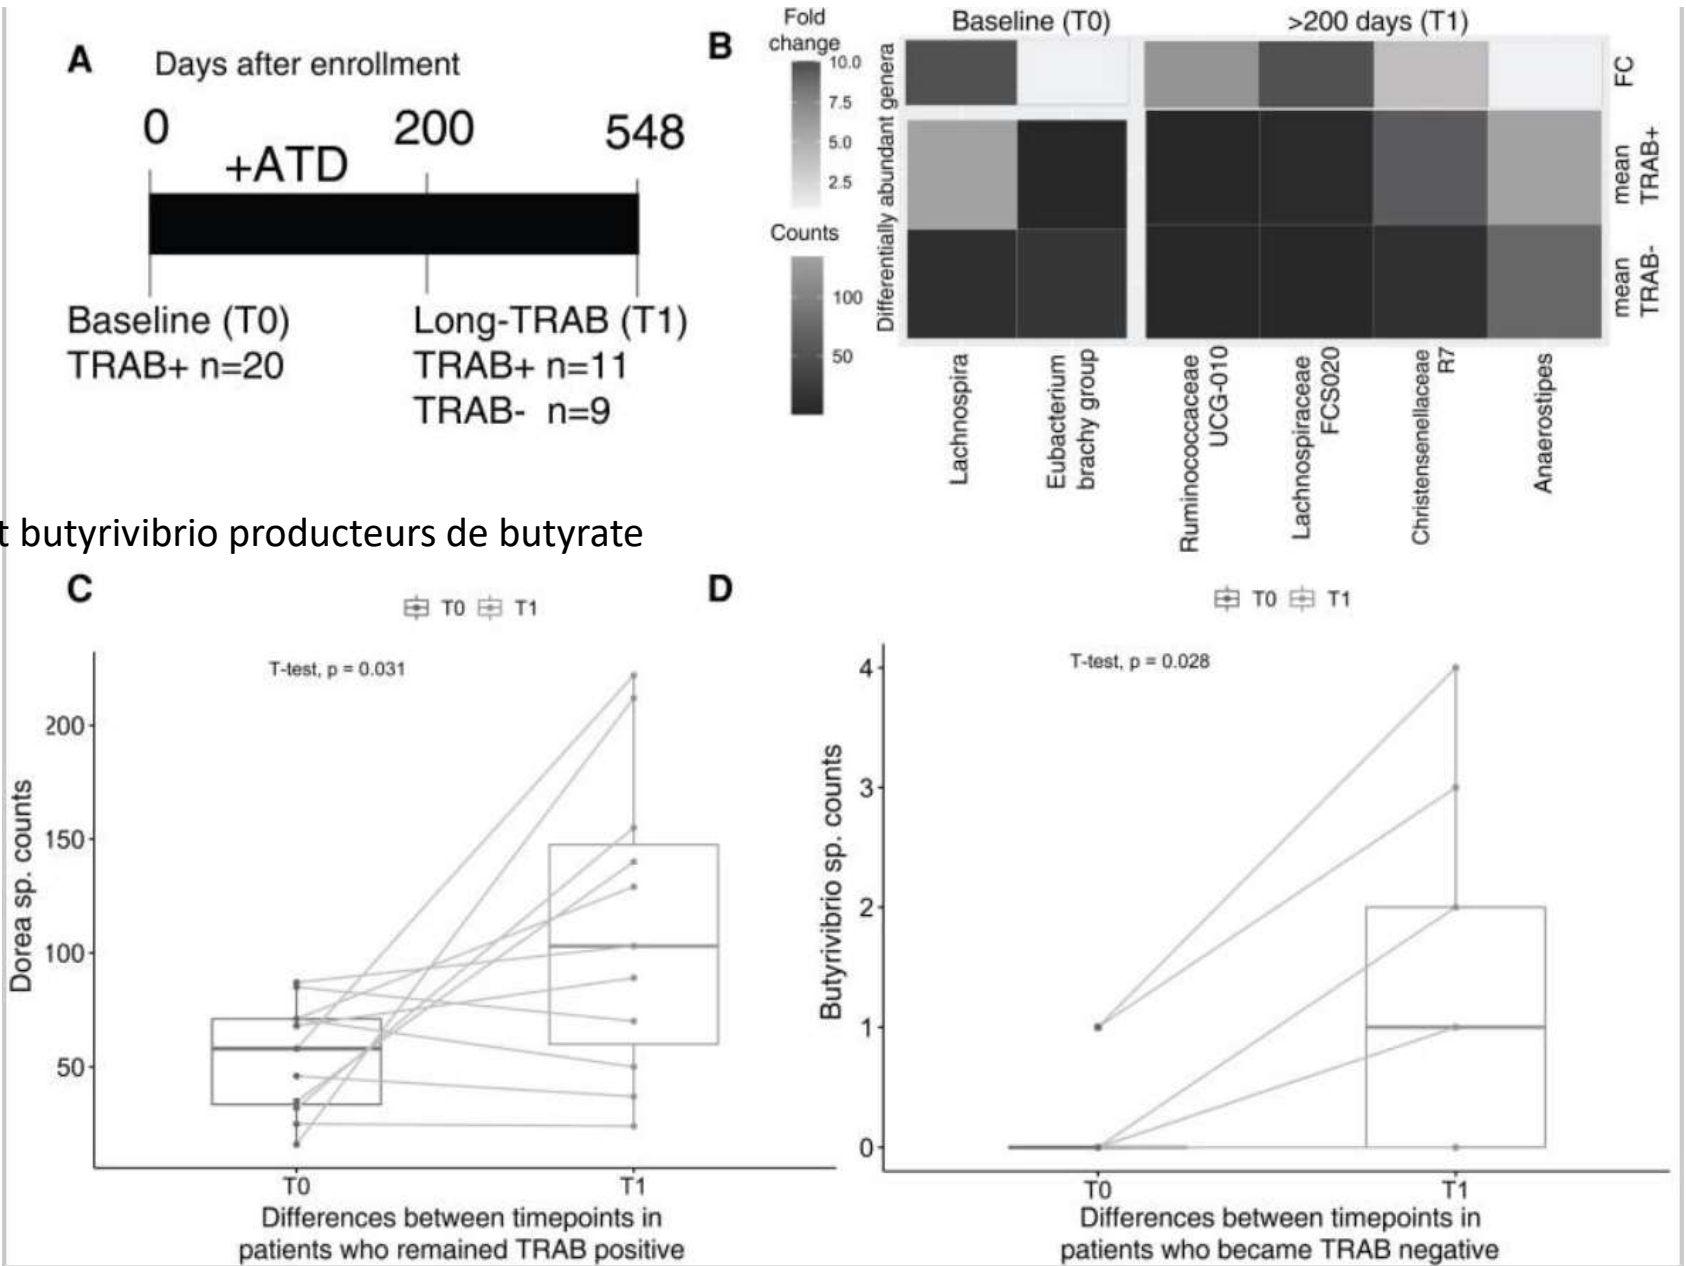 A
Days after enrollment
0
200
548
+ATD
Baseline (T0)
TRAB+ n=20
Long-TRAB (T1)
TRAB+ n=11
TRAB- n=9
B
Fold
change
10.0
7.5
5.0
2.5
Counts
100
50
Differentially abundant genera
Baseline (T0)
>200 days (T1)
FC
mean
TRAB+
mean
TRAB-
Lachnospira
Eubacterium
brachy group
Ruminococcaceae
UCG-010
Lachnospiraceae
FCS020
Christensenellaceae
R7
Anaerostipes
t butyrivibrio producteurs de butyrate
C
T0 T1
T-test, p = 0.031
Dorea sp. counts
200
150
100
50
T0
T1
Differences between timepoints in
patients who remained TRAB positive
D
T0 T1
T-test, p = 0.028
Butyrivibrio sp. counts
4
3
2
1
0
T0
T1
Differences between timepoints in
patients who became TRAB negative